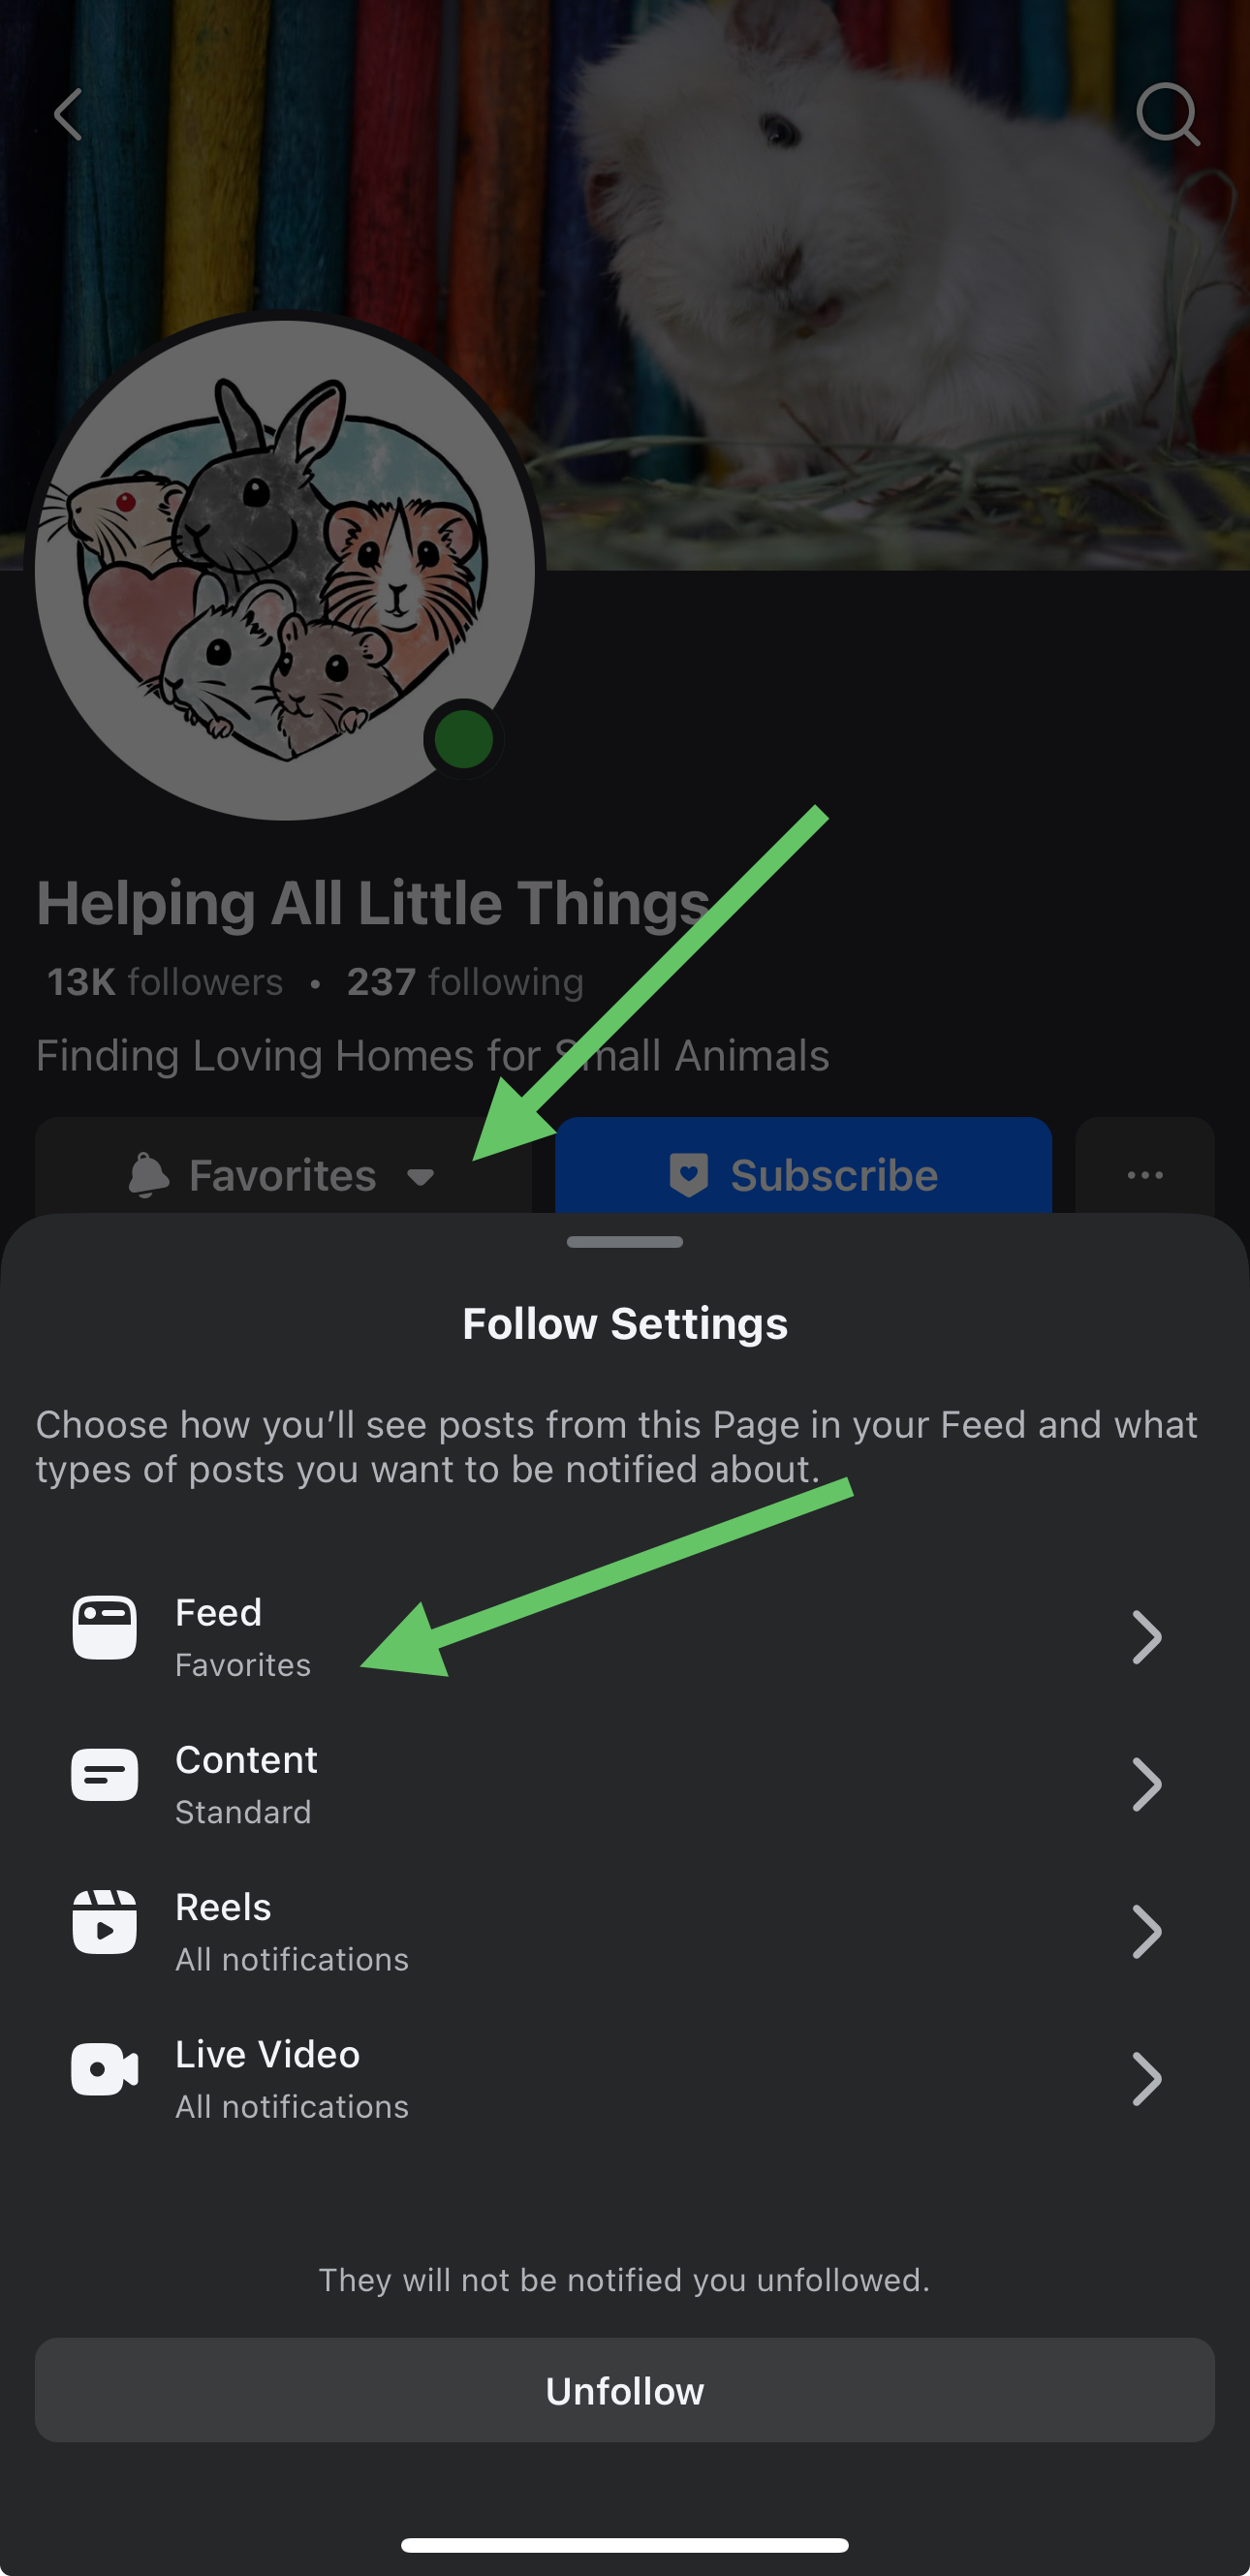 Helping All Little Things
13K followers • 237 following
Finding Loving Homes for Small Animals
Favorites
Subscribe
Follow Settings
Choose how you’ll see posts from this Page in your Feed and what
types of posts you want to be notified about.
Feed
Favorites
Content
Standard
Reels
All notifications
Live Video
All notifications
They will not be notified you unfollowed.
Unfollow